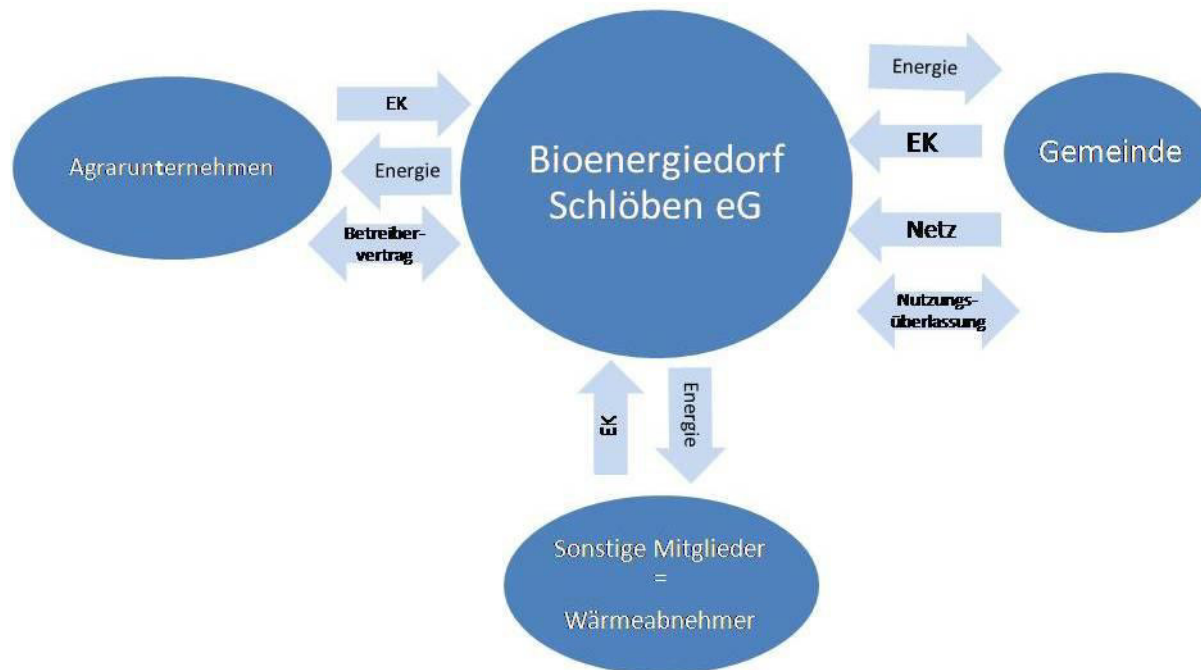 Agrarunternehmen
EK
Energie
Betreiber-
vertrag
Bioenergiedorf
Schlöben eG
Energie
EK
Netz
Nutzungs-
überlassung
Gemeinde
EK
Energie
Sonstige Mitglieder
=
Wärmeabnehmer